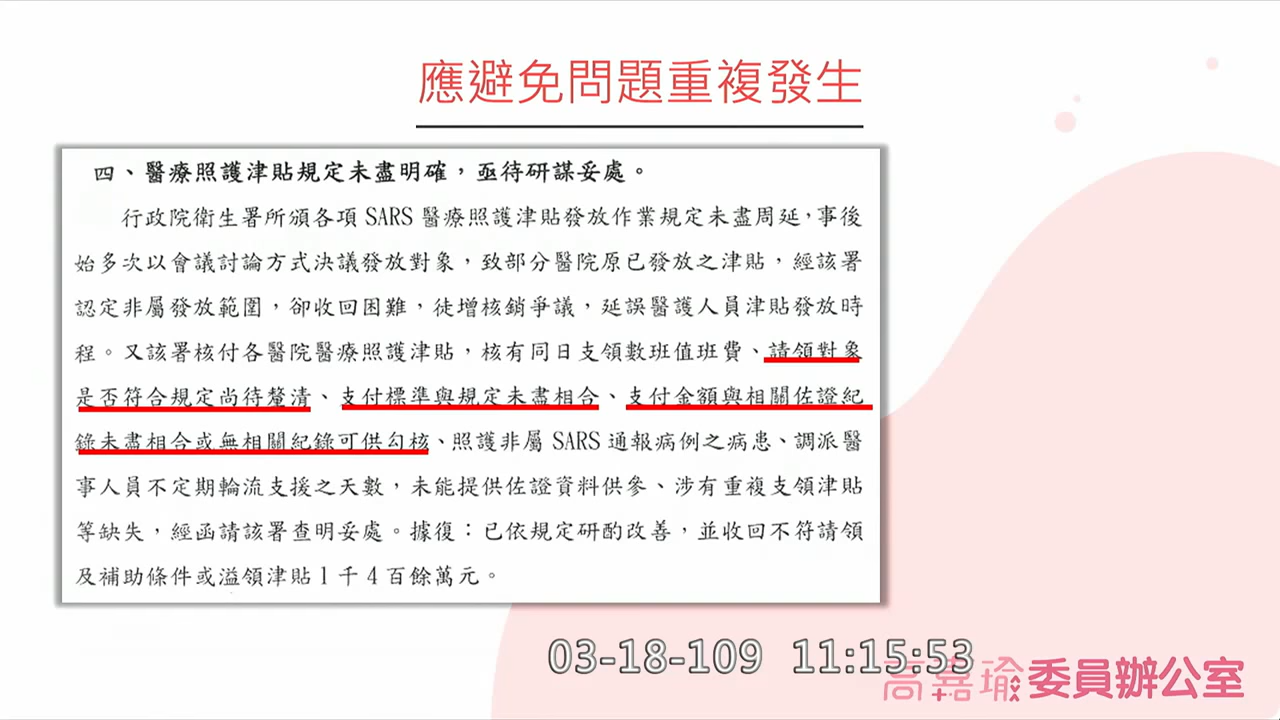 應避免問題重複發生
四、醫療照護津貼規定未盡明確，亟待研謀妥處。
行政院衛生署所頒各項 SARS 醫療照護津貼發放作業規定未盡周延，事後
始多次以會議討論方式決議發放對象，致部分醫院原已發放之津貼，經該署
認定非屬發放範圍，卻收回困難，徒增核銷爭議，延誤醫護人員津貼發放時
程。又該署核付各醫院醫療照護津貼，核有同日支領數班值班費、請領對象
是否符合規定尚待釐清、支付標準與規定未盡相合、支付金額與相關佐證紀
錄未盡相合或無相關紀錄可供勾核、照護非屬 SARS 通報病例之病患、調派醫
事人員不定期輪流支援之天數，未能提供佐證資料供參、涉有重複支領津貼
等缺失，經函請該署查明妥處。據復：已依規定研酌改善，並收回不符請領
及補助條件或溢領津貼 1 千 4 百餘萬元。
03-18-109 11:15:53
高嘉瑜委員辦公室